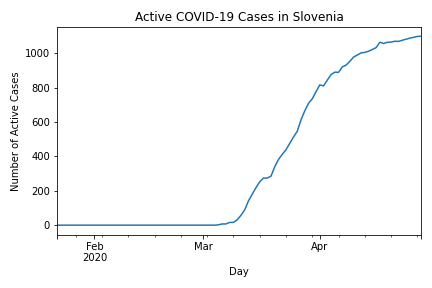 Active COVID-19 Cases in Slovenia
Number of Active Cases
1000
800
600
400
200
0
Feb
2020
Mar
Apr
Day